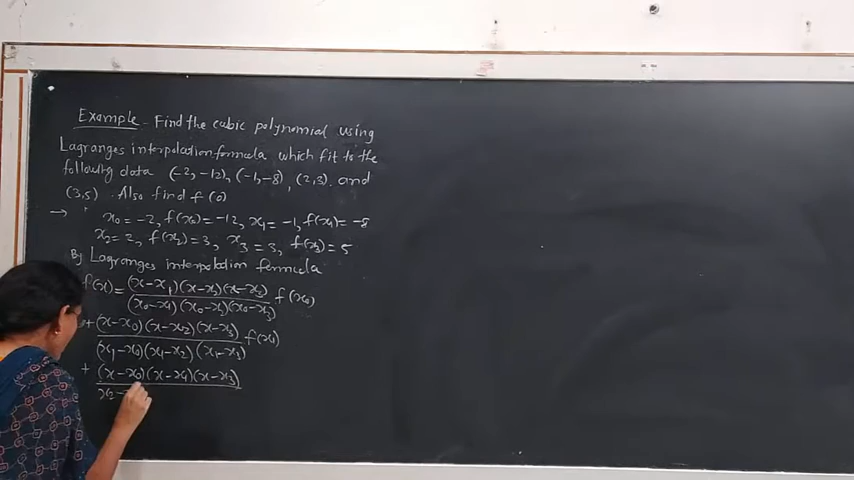 Example - Find the cubic polynomial using
Lagranges interpolation formula which fit to the
following data (-2,-12), (-1,-8), (2,3) and
(3,5). Also find f(0)
→ x₀ = -2, f(x₀) = -12, x₁ = -1, f(x₁) = -8
x₂ = 2, f(x₂) = 3, x₃ = 3, f(x₃) = 5
By Lagranges interpolation formula
f(x) = (x-x₁)(x-x₂)(x-x₃)
(x₀-x₁)(x₀-x₂)(x₀-x₃) f(x₀)
+ (x-x₀)(x-x₂)(x-x₃)
(x₁-x₀)(x₁-x₂)(x₁-x₃) f(x₁)
+ (x-x₀)(x-x₁)(x-x₃)
x₂-